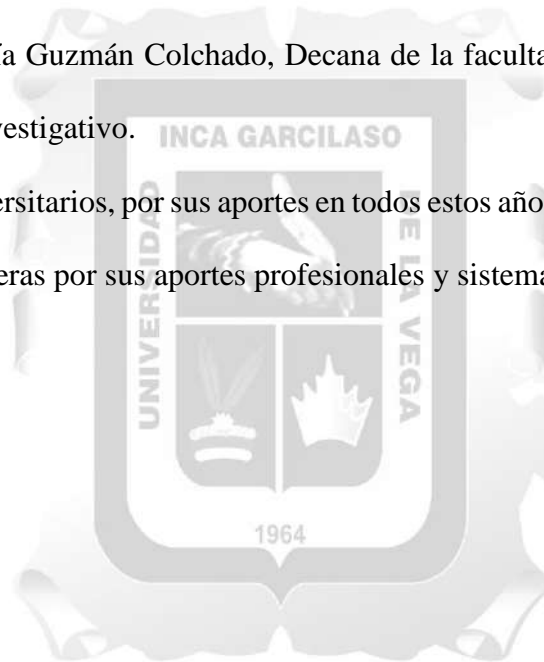 ía Guzmán Colchado, Decana de la faculta
vestigativo.
INCA GARCILASO
ersitarios, por sus aportes en todos estos año
UNIVERSIDAD
DE LA VEGA
eras por sus aportes profesionales y sistema
1964